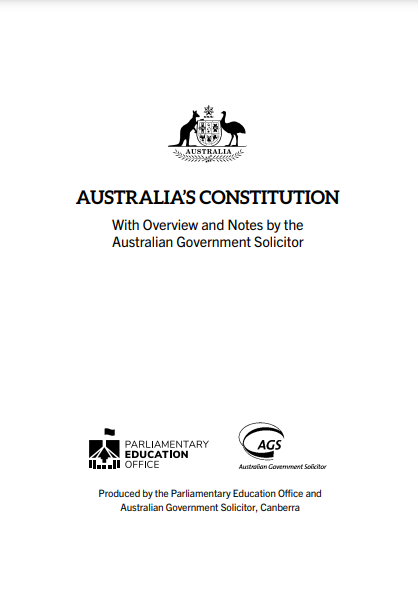 AUSTRALIA
AUSTRALIA'S CONSTITUTION
With Overview and Notes by the
Australian Government Solicitor
PARLIAMENTARY
EDUCATION
OFFICE
AGS
Australian Government Solicitor
Produced by the Parliamentary Education Office and
Australian Government Solicitor, Canberra